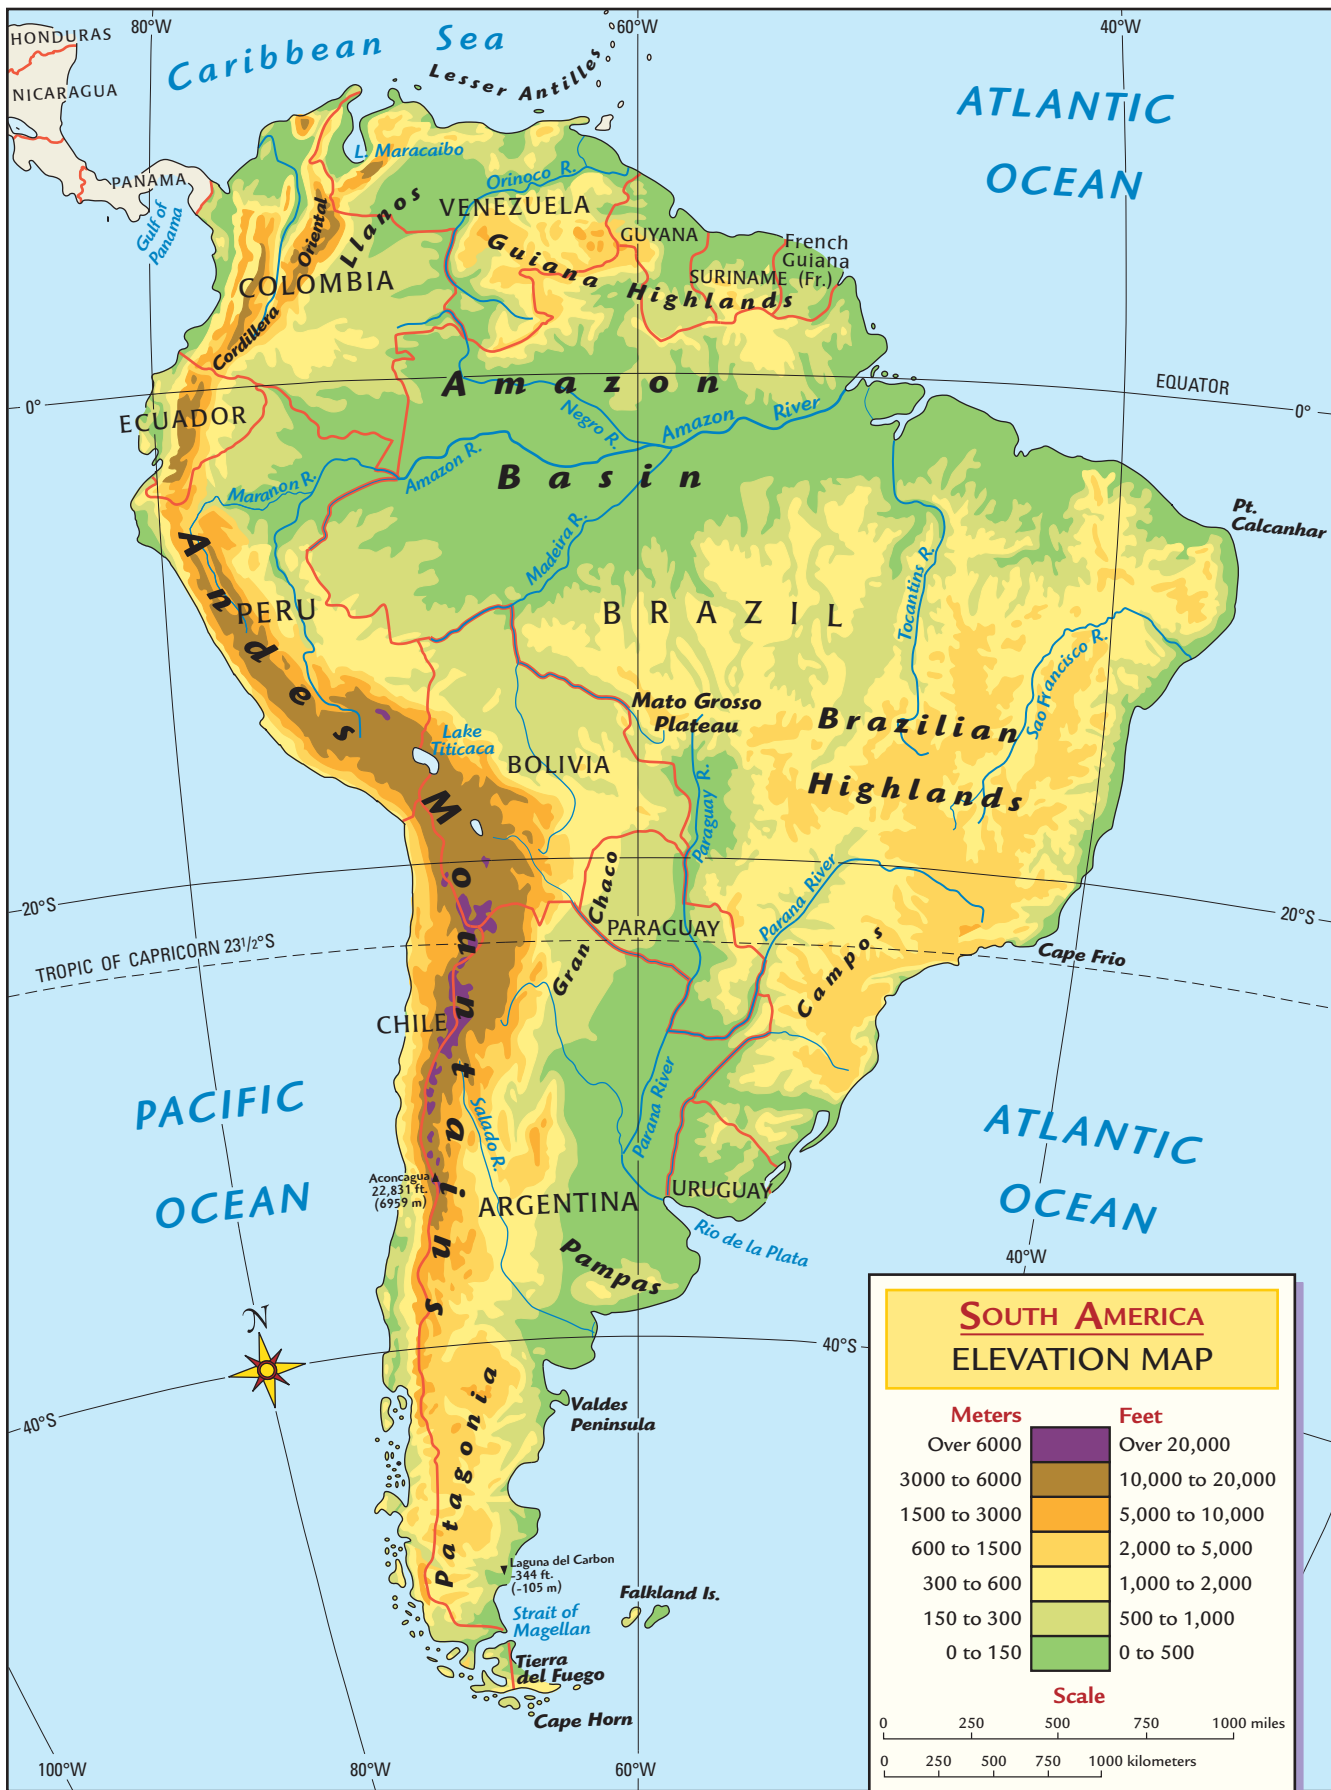 80°W
60°W
40°W
HONDURAS
NICARAGUA
PANAMA
Gulf of
Panama
Caribbean Sea
Lesser Antilles
ATLANTIC
OCEAN
L. Maracaibo
Orinoco R.
Llanos
VENEZUELA
GUYANA
French
Guiana
(Fr.)
SURINAME
Guiana Highlands
COLOMBIA
Cordillera Oriental
EQUATOR
0°
0°
ECUADOR
Amazon
Basin
Negro R.
Amazon River
Amazon R.
Maranon R.
Madeira R.
Pt.
Calcanhar
Andes Mountains
PERU
BRAZIL
Tocantins R.
Sao Francisco R.
Mato Grosso
Plateau
Brazilian
Highlands
Lake
Titicaca
BOLIVIA
Paraguay R.
Parana River
Gran Chaco
PARAGUAY
Campos
20°S
20°S
TROPIC OF CAPRICORN 231/2°S
Cape Frio
CHILE
Parana River
Salado R.
PACIFIC
OCEAN
ATLANTIC
OCEAN
Aconcagua
22,831 ft.
(6959 m)
ARGENTINA
URUGUAY
Rio de la Plata
Pampas
40°W
N
40°S
40°S
Patagonia
Valdes
Peninsula
Laguna del Carbon
-344 ft.
(-105 m)
Falkland Is.
Strait of
Magellan
Tierra
del Fuego
Cape Horn
100°W
80°W
60°W
SOUTH AMERICA
ELEVATION MAP
Meters Feet
Over 6000 Over 20,000
3000 to 6000 10,000 to 20,000
1500 to 3000 5,000 to 10,000
600 to 1500 2,000 to 5,000
300 to 600 1,000 to 2,000
150 to 300 500 to 1,000
0 to 150 0 to 500
Scale
0 250 500 750 1000 miles
0 250 500 750 1000 kilometers